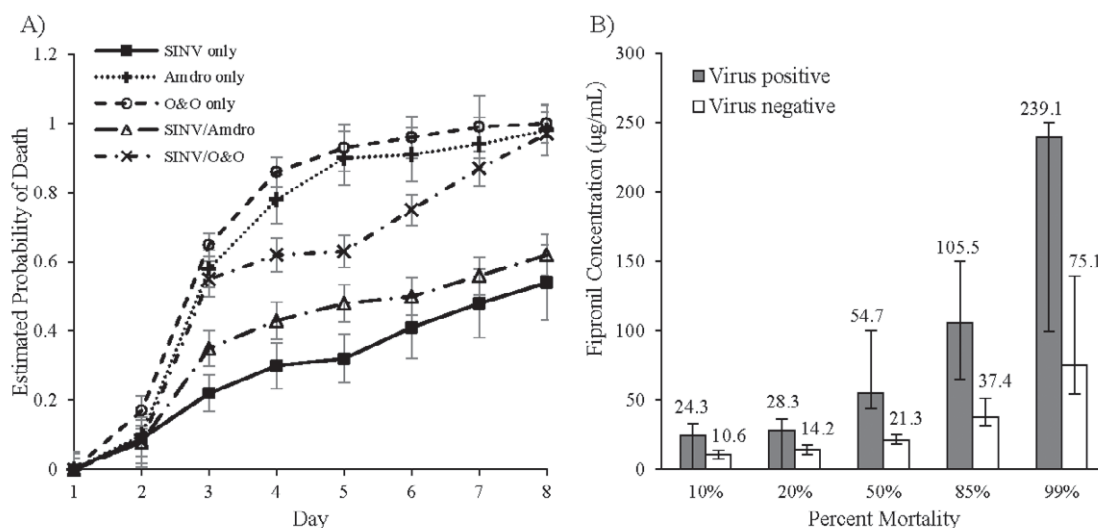 A)
1.2
1
0.8
0.6
0.4
0.2
0
Estimated Probability of Death
SINV only
Amdro only
O&O only
SINV/Amdro
SINV/O&O
1 2 3 4 5 6 7 8
Day
B)
300
250
200
150
100
50
0
Fipronil Concentration (µg/mL)
Virus positive
Virus negative
24.3
10.6
28.3
14.2
54.7
21.3
105.5
37.4
239.1
75.1
10% 20% 50% 85% 99%
Percent Mortality